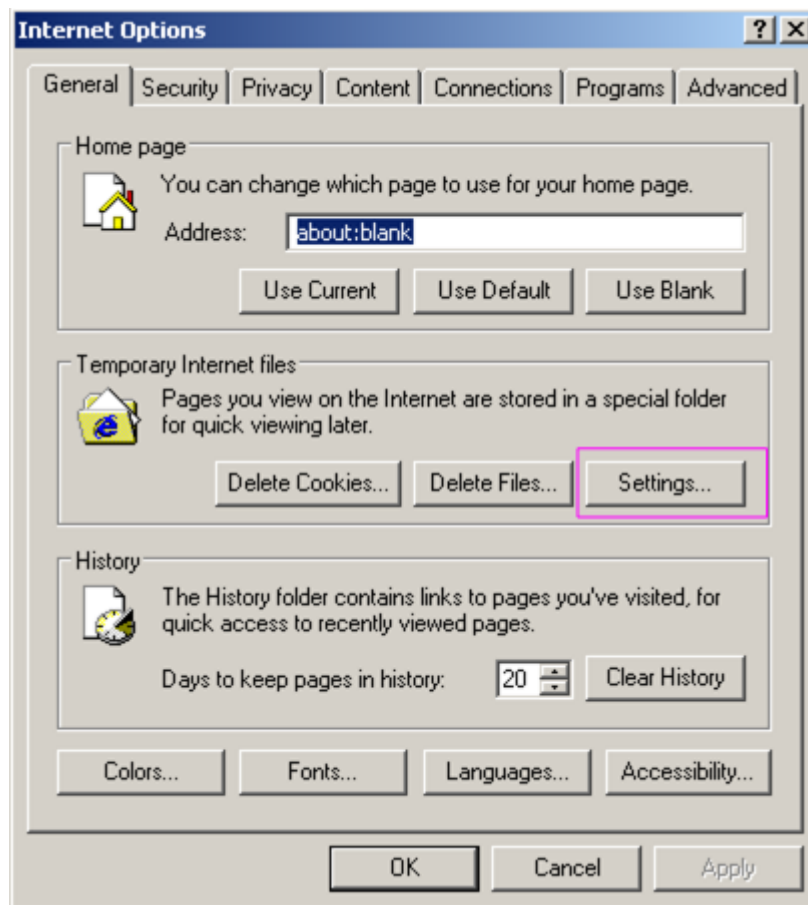 Internet Options
General Security Privacy Content Connections Programs Advanced
Home page
You can change which page to use for your home page.
Address: about:blank
Use Current Use Default Use Blank
Temporary Internet files
Pages you view on the Internet are stored in a special folder
for quick viewing later.
Delete Cookies... Delete Files... Settings...
History
The History folder contains links to pages you've visited, for
quick access to recently viewed pages.
Days to keep pages in history: 20 Clear History
Colors... Fonts... Languages... Accessibility...
OK Cancel Apply